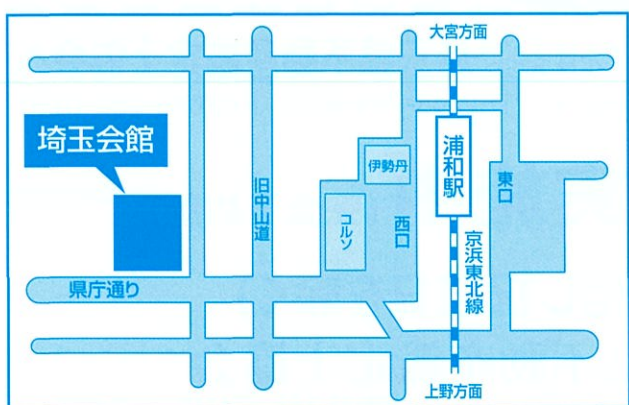 大宮方面
埼玉会館
伊勢丹
浦和駅
旧中山道
コルソ
西口
東口
京浜東北線
県庁通り
上野方面